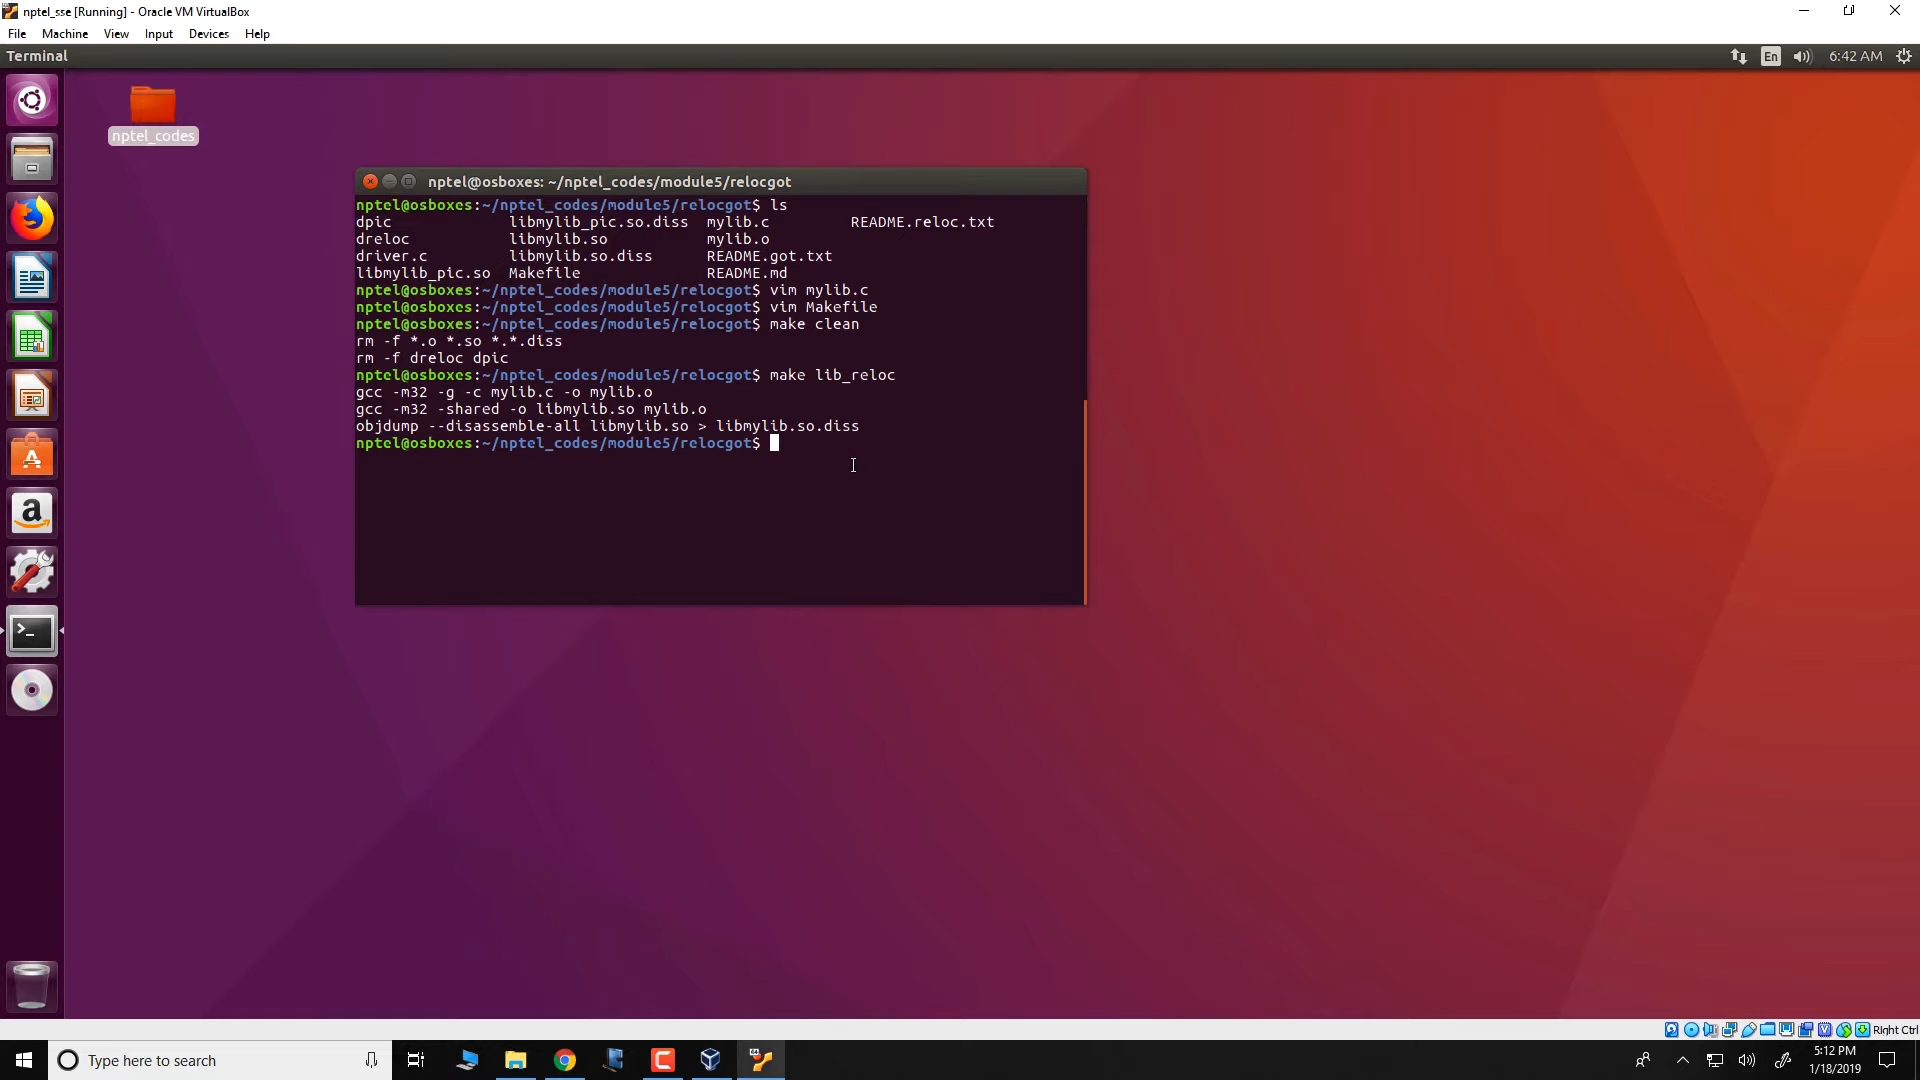 nptel_sse [Running] - Oracle VM VirtualBox
File Machine View Input Devices Help
Terminal
En
6:42 AM
nptel_codes
nptel@osboxes: ~/nptel_codes/module5/relocgot
nptel@osboxes:~/nptel_codes/module5/relocgot$ ls
dpic libmylib_pic.so.diss mylib.c README.reloc.txt
dreloc libmylib.so mylib.o
driver.c libmylib.so.diss README.got.txt
libmylib_pic.so Makefile README.md
nptel@osboxes:~/nptel_codes/module5/relocgot$ vim mylib.c
nptel@osboxes:~/nptel_codes/module5/relocgot$ vim Makefile
nptel@osboxes:~/nptel_codes/module5/relocgot$ make clean
rm -f *.o *.so *.*.diss
rm -f dreloc dpic
nptel@osboxes:~/nptel_codes/module5/relocgot$ make lib_reloc
gcc -m32 -g -c mylib.c -o mylib.o
gcc -m32 -shared -o libmylib.so mylib.o
objdump --disassemble-all libmylib.so > libmylib.so.diss
nptel@osboxes:~/nptel_codes/module5/relocgot$
Right Ctrl
Type here to search
5:12 PM
1/18/2019